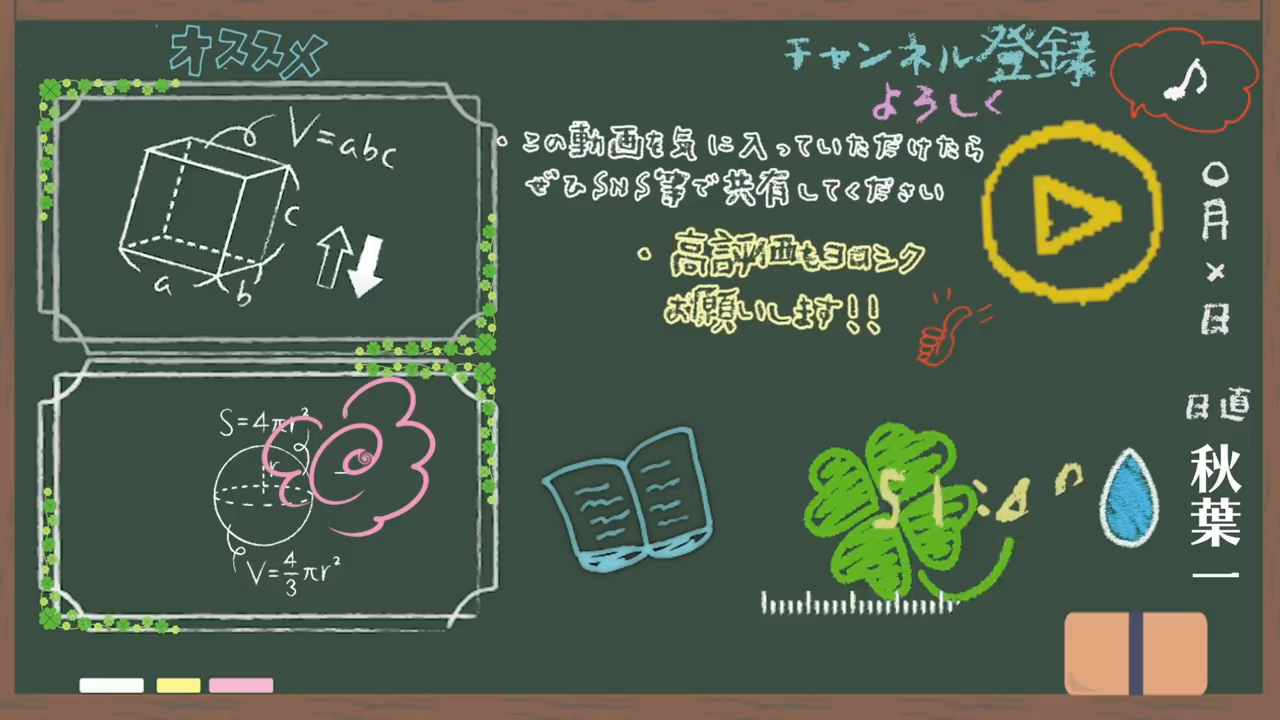 オススメ
V=abc
c
a
b
S=4πr²
r
V=4/3πr²
チャンネル登録
よろしく
・この動画を気に入っていただけたら
ぜひSNS等で共有してください
・高評価もヨロシク
お願いします!!
〇月×日
日直
秋葉一